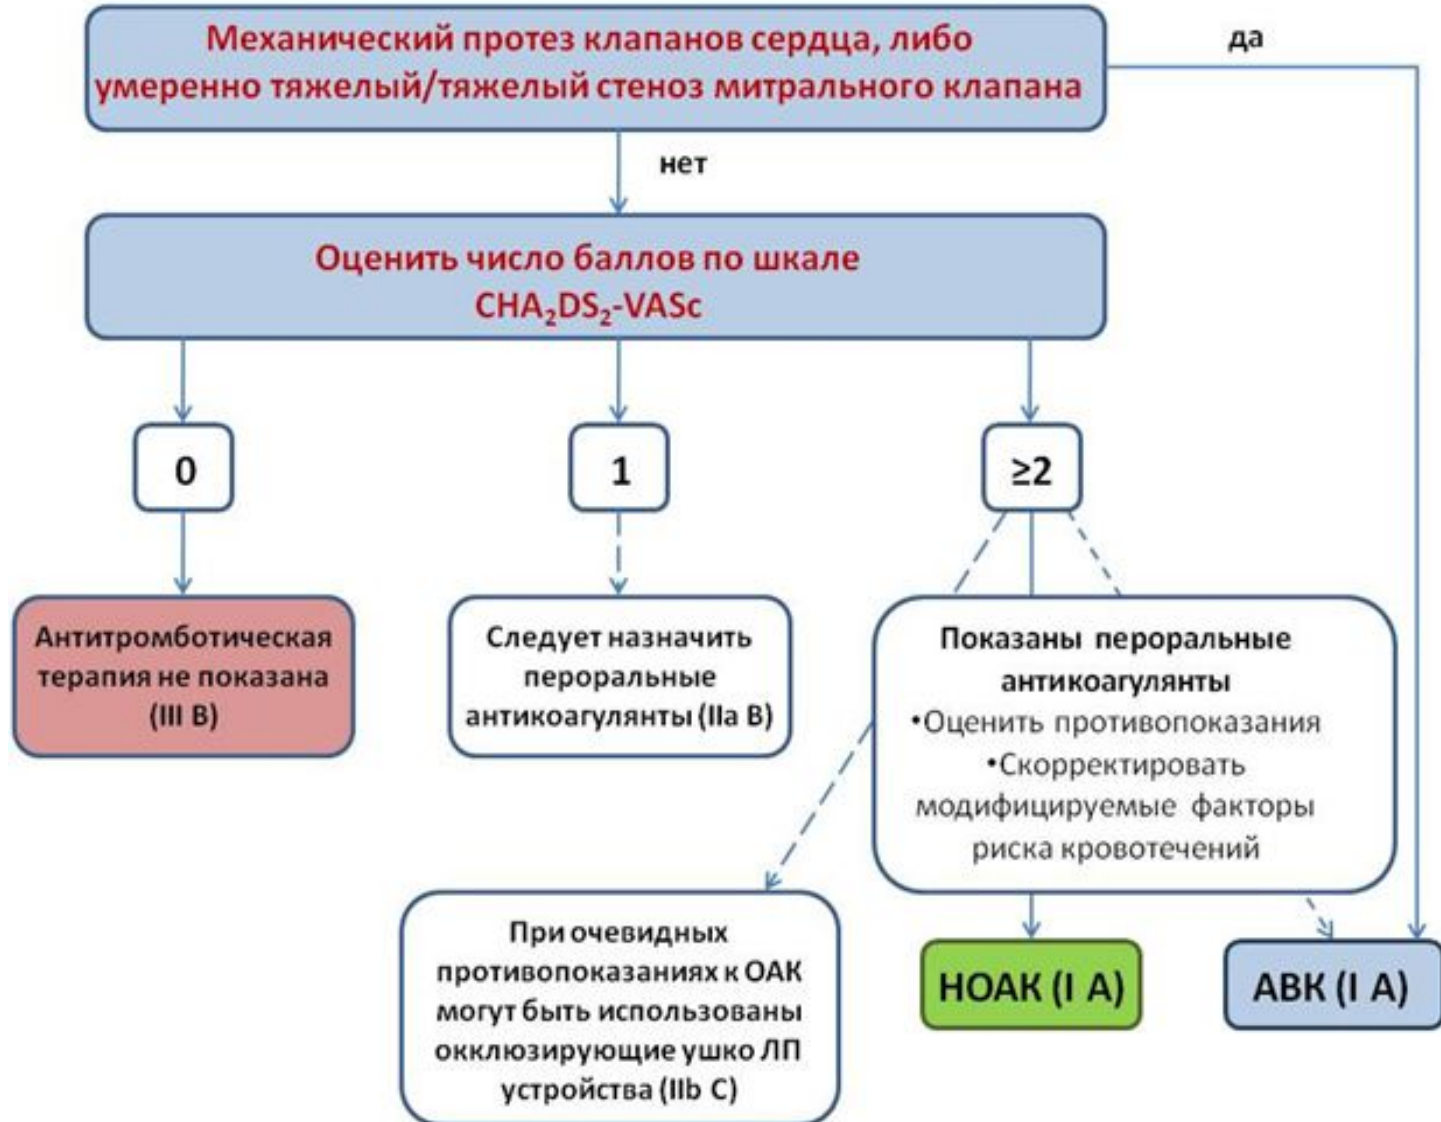 Механический протез клапанов сердца, либо
умеренно тяжелый/тяжелый стеноз митрального клапана
да
нет
Оценить число баллов по шкале
CHA₂DS₂-VASc
0
1
≥2
Антитромботическая
терапия не показана
(III B)
Следует назначить
пероральные
антикоагулянты (IIa B)
Показаны пероральные
антикоагулянты
•Оценить противопоказания
•Скорректировать
модифицируемые факторы
риска кровотечений
При очевидных
противопоказаниях к ОАК
могут быть использованы
окклюзирующие ушко ЛП
устройства (IIb C)
НОАК (I A)
АВК (I A)